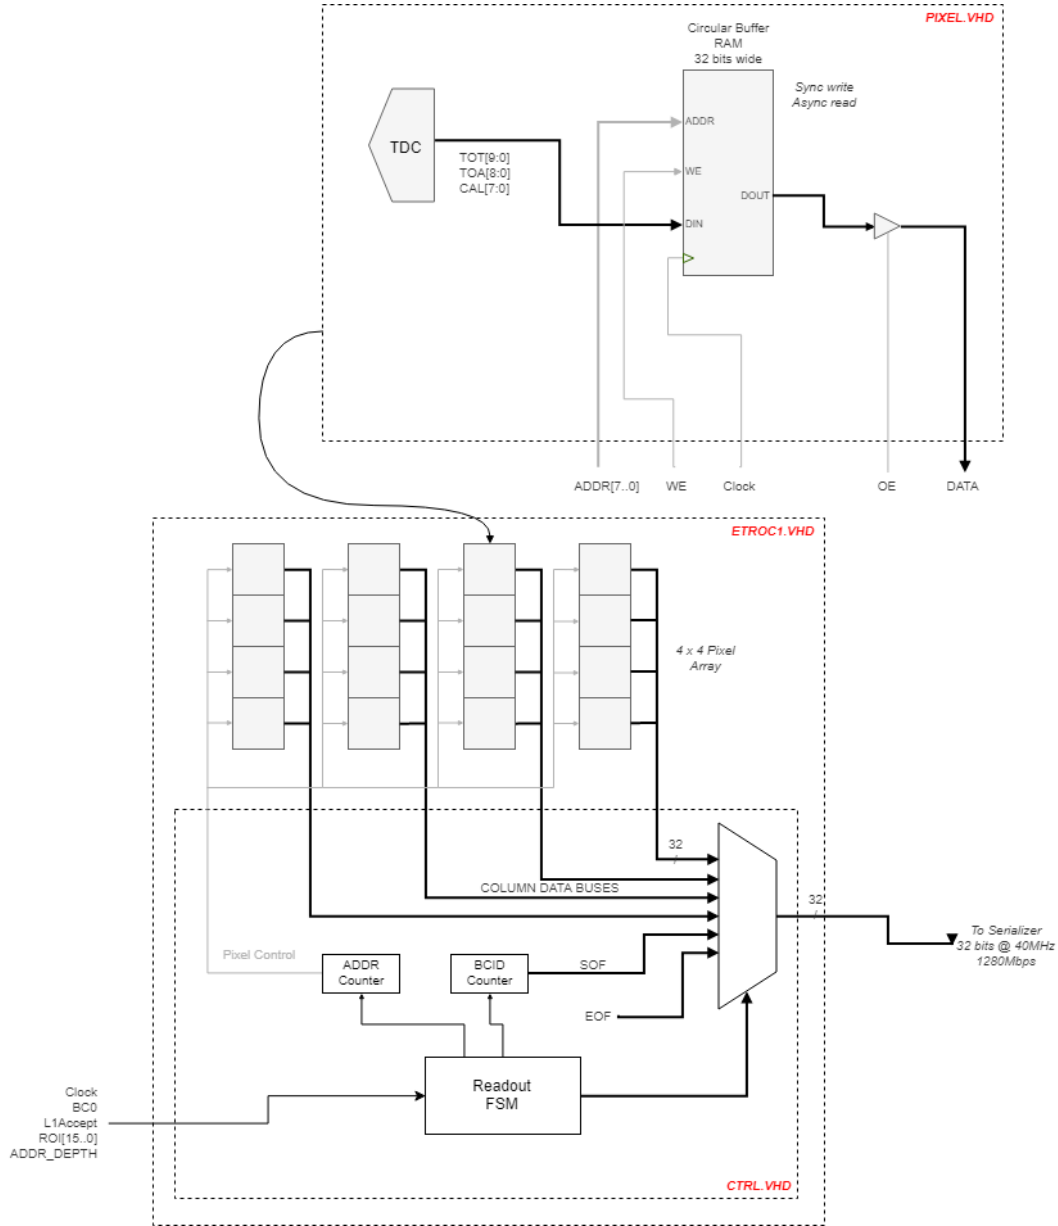 PIXEL.VHD
Circular Buffer
RAM
32 bits wide
Sync write
Async read
TDC
TOT[9:0]
TOA[8:0]
CAL[7:0]
ADDR
WE
DOUT
DIN
ADDR[7..0]
WE
Clock
OE
DATA
ETROC1.VHD
4 x 4 Pixel
Array
32
COLUMN DATA BUSES
32
To Serializer
32 bits @ 40MHz
1280Mbps
Pixel Control
ADDR
Counter
BCID
Counter
SOF
EOF
Readout
FSM
Clock
BC0
L1Accept
ROI[15..0]
ADDR_DEPTH
CTRL.VHD